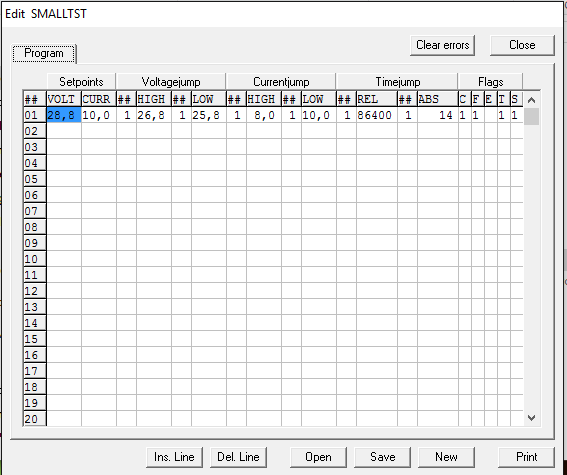 Edit SMALLTST
Clear errors Close
Program
Setpoints Voltagejump Currentjump Timejump Flags
## VOLT CURR ## HIGH ## LOW ## HIGH ## LOW ## REL ## ABS C F E T S
01 28,8 10,0 1 26,8 1 25,8 1 8,0 1 10,0 1 86400 1 14 1 1 1 1
02
03
04
05
06
07
08
09
10
11
12
13
14
15
16
17
18
19
20
Ins. Line Del. Line Open Save New Print